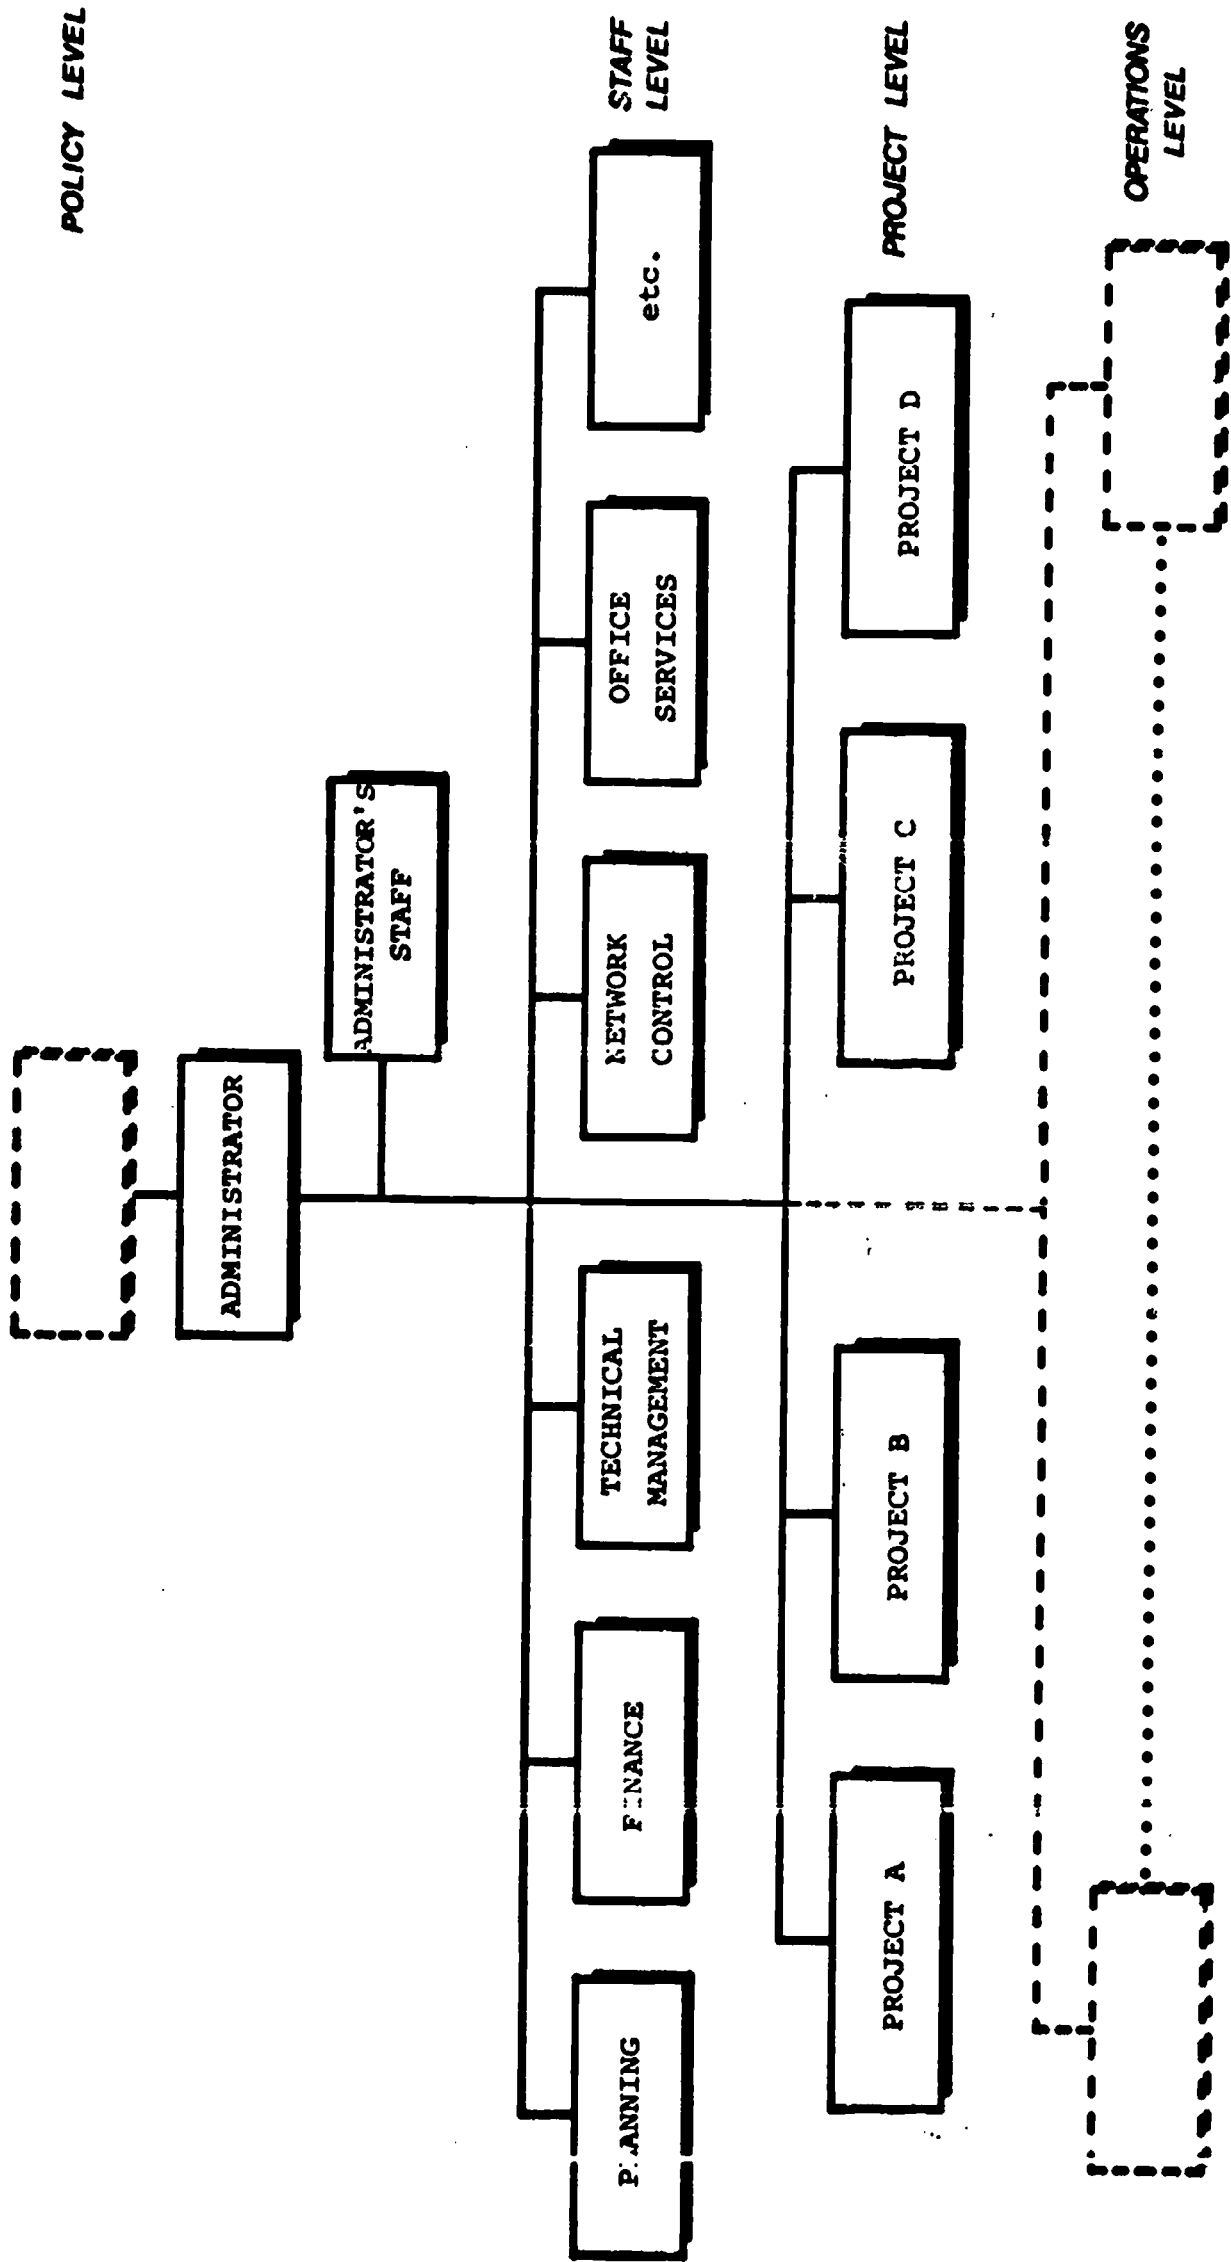 POLICY LEVEL
ADMINISTRATOR
ADMINISTRATOR'S
STAFF
STAFF
LEVEL
PLANNING
FINANCE
TECHNICAL
MANAGEMENT
NETWORK
CONTROL
OFFICE
SERVICES
etc.
PROJECT LEVEL
PROJECT A
PROJECT B
PROJECT C
PROJECT D
OPERATIONS
LEVEL